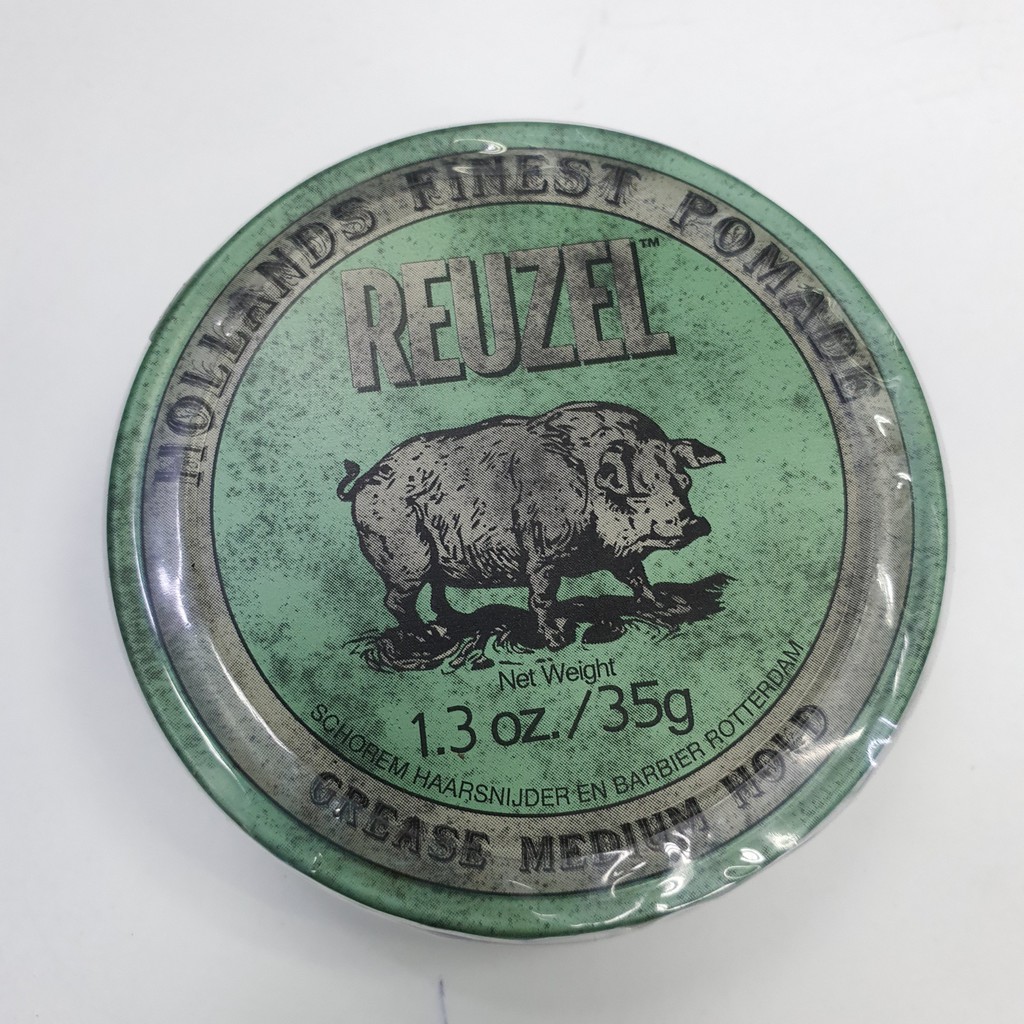 HOLLANDS FINEST POMADE
REUZEL™
Net Weight
1.3 oz./35g
SCHOREM HAARSNIJDER EN BARBIER ROTTERDAM
GREASE MEDIUM HOLD